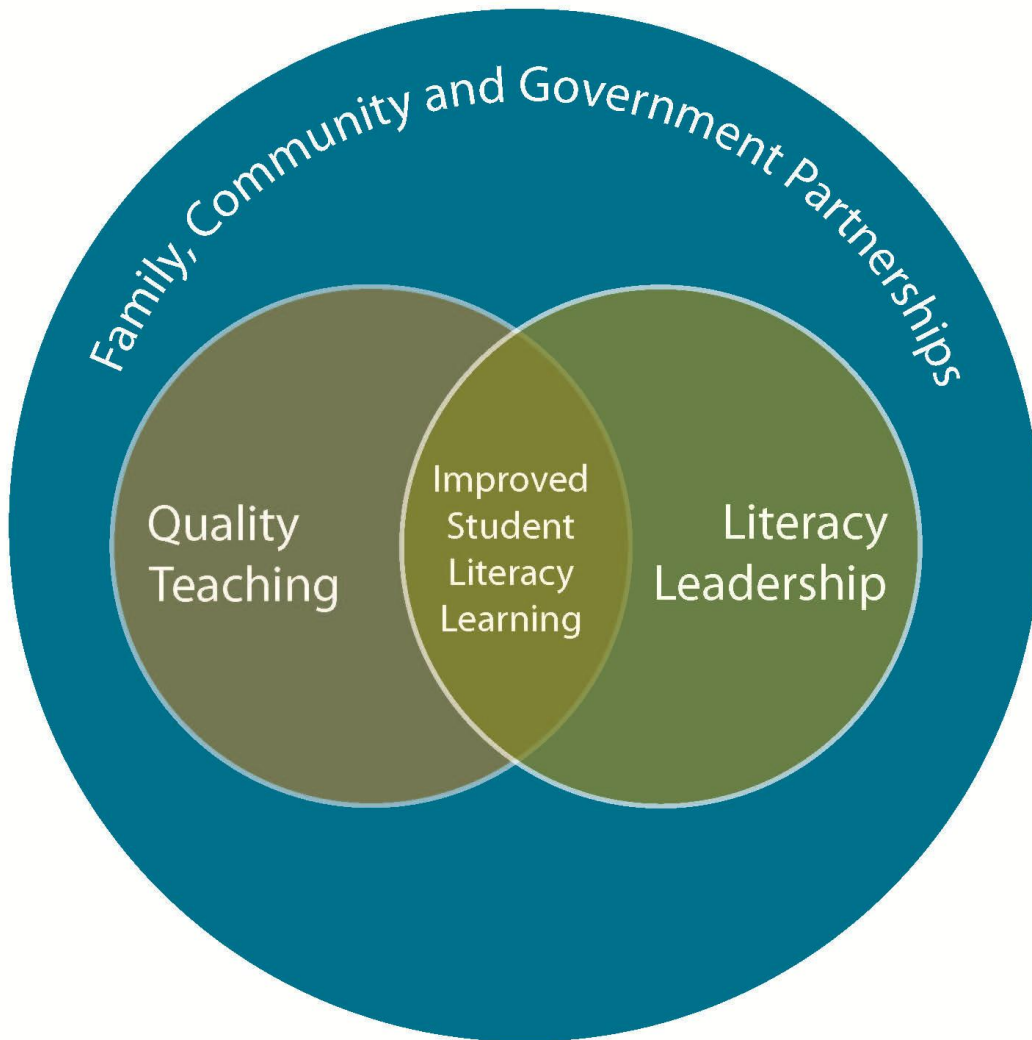 Family, Community and Government Partnerships
Quality
Teaching
Improved
Student
Literacy
Learning
Literacy
Leadership